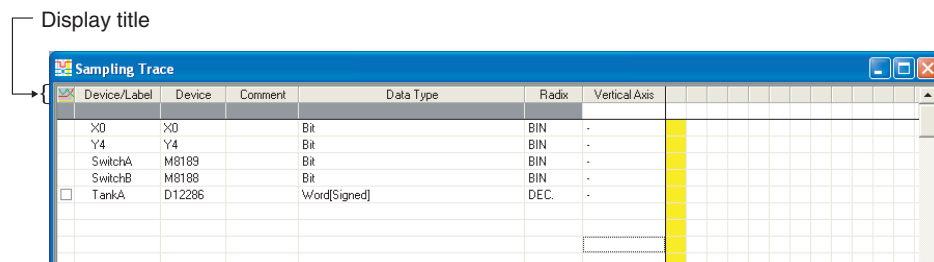 Display title
Sampling Trace
Device/Label Device Comment Data Type Radix Vertical Axis
X0 X0 Bit BIN -
Y4 Y4 Bit BIN -
SwitchA M8189 Bit BIN -
SwitchB M8188 Bit BIN -
TankA D12286 Word[Signed] DEC. -